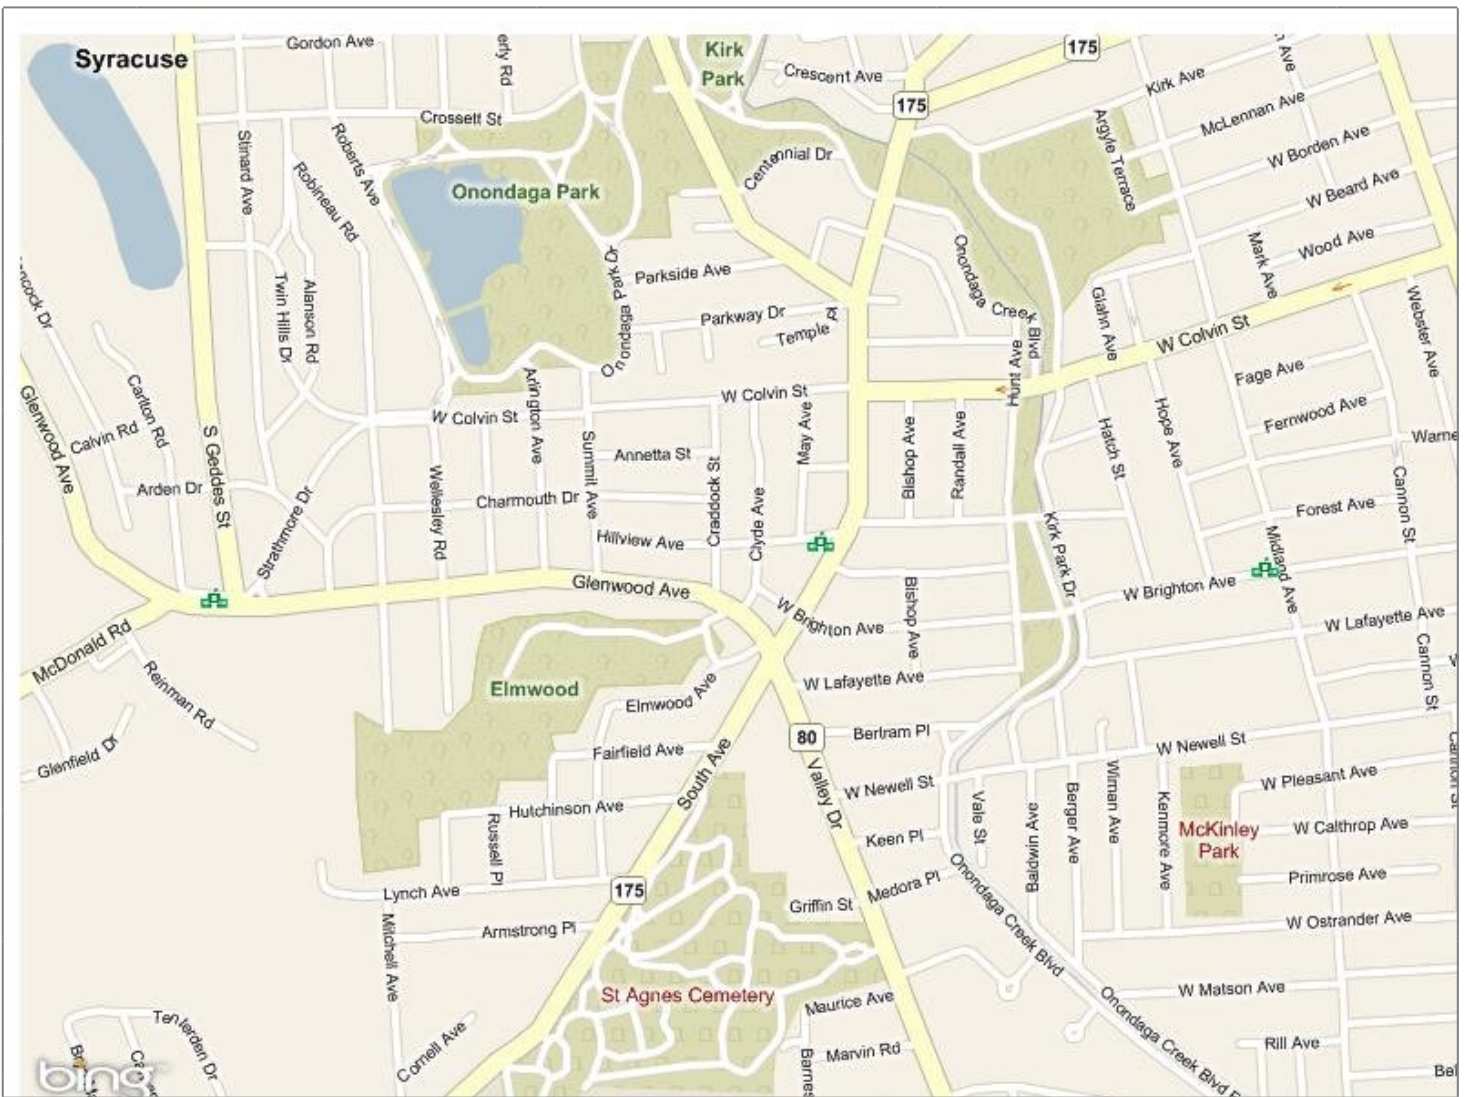 Syracuse
Gordon Ave
erly Rd
Kirk
Park
Crescent Ave
175
175
Kirk Ave
McLennan Ave
W Borden Ave
W Beard Ave
Wood Ave
Argyle Terrace
Mark Ave
Crossett St
Stinard Ave
Roberts Ave
Robineau Rd
Onondaga Park
Centennial Dr
Onondaga Park Dr
Parkside Ave
Parkway Dr
Temple Pl
Onondaga Creek Blvd
Hunt Ave
Glahn Ave
W Colvin St
Webster Ave
Twin Hills Dr
Alanson Rd
Carlton Rd
Calvin Rd
Glenwood Ave
S Geddes St
Arden Dr
Strathmore Dr
W Colvin St
W Colvin St
Arlington Ave
Summit Ave
Annetta St
Charmouth Dr
Hillview Ave
Wellesley Rd
Craddock St
Clyde Ave
May Ave
Bishop Ave
Randall Ave
Hatch St
Hope Ave
Fage Ave
Fernwood Ave
Warne
Forest Ave
Cannon St
Midland Ave
Kirk Park Dr
W Brighton Ave
W Lafayette Ave
Cannon St
Glenwood Ave
W Brighton Ave
Bishop Ave
W Lafayette Ave
McDonald Rd
Reinman Rd
Glenfield Dr
Elmwood
Elmwood Ave
Fairfield Ave
Hutchinson Ave
Russell Pl
South Ave
80
Valley Dr
Bertram Pl
W Newell St
W Newell St
Keen Pl
Medora Pl
Griffin St
Vale St
Baldwin Ave
Berger Ave
Wiman Ave
Kenmore Ave
McKinley
Park
W Pleasant Ave
W Calthrop Ave
Primrose Ave
W Ostrander Ave
Lynch Ave
175
Armstrong Pl
Mitchell Ave
Cornell Ave
St Agnes Cemetery
Maurice Ave
Marvin Rd
Barnes
Onondaga Creek Blvd
Onondaga Creek Blvd
W Matson Ave
Rill Ave
Bel
Tenterden Dr
bing